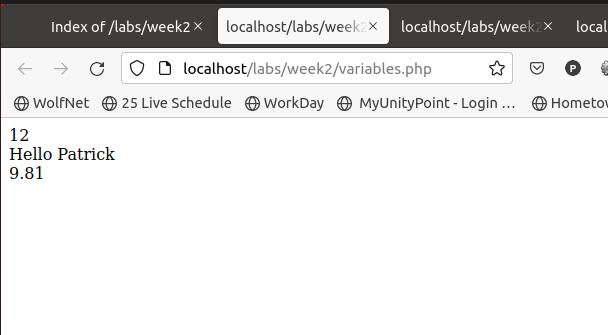 Index of /labs/week2 ×
localhost/labs/week2 ×
localhost/labs/week2 ×
local
localhost/labs/week2/variables.php
P
WolfNet
25 Live Schedule
WorkDay
MyUnityPoint - Login …
Hometow
12
Hello Patrick
9.81